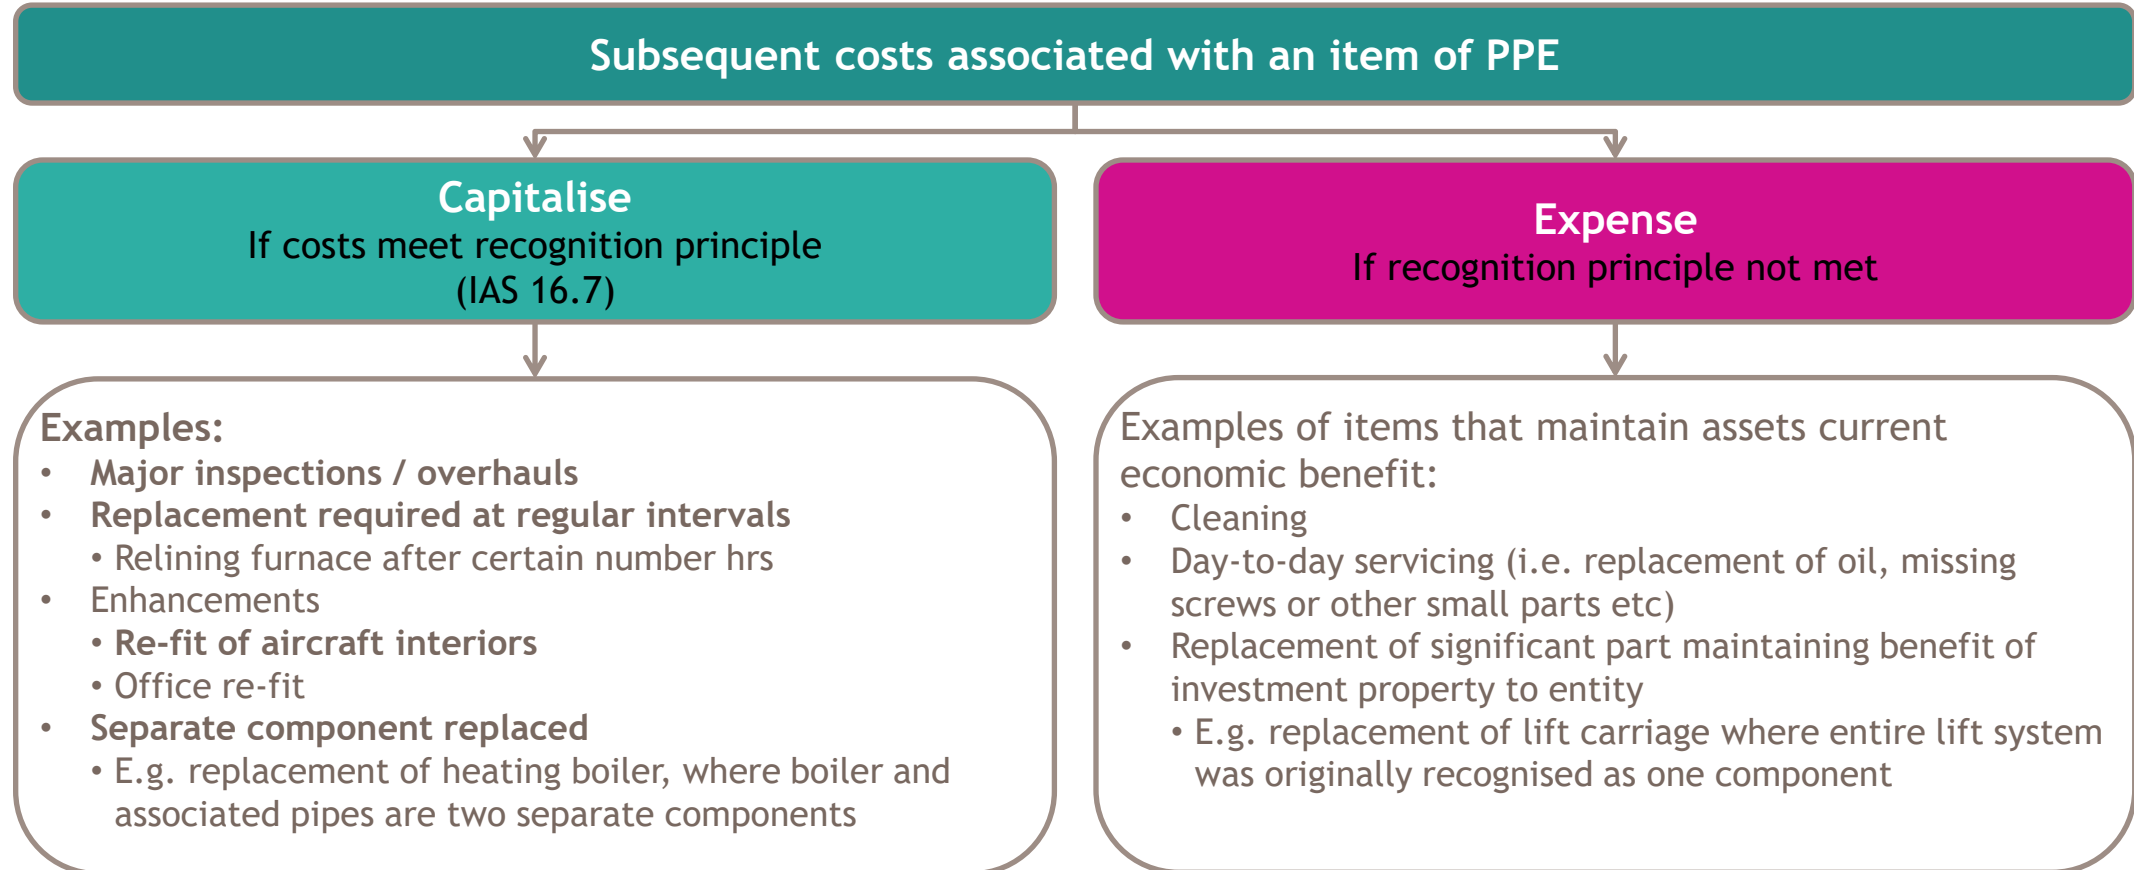 Subsequent costs associated with an item of PPE
Capitalise
If costs meet recognition principle
(IAS 16.7)
Expense
If recognition principle not met
Examples:
• Major inspections / overhauls
• Replacement required at regular intervals
• Relining furnace after certain number hrs
• Enhancements
• Re-fit of aircraft interiors
• Office re-fit
• Separate component replaced
• E.g. replacement of heating boiler, where boiler and
associated pipes are two separate components
Examples of items that maintain assets current
economic benefit:
• Cleaning
• Day-to-day servicing (i.e. replacement of oil, missing
screws or other small parts etc)
• Replacement of significant part maintaining benefit of
investment property to entity
• E.g. replacement of lift carriage where entire lift system
was originally recognised as one component